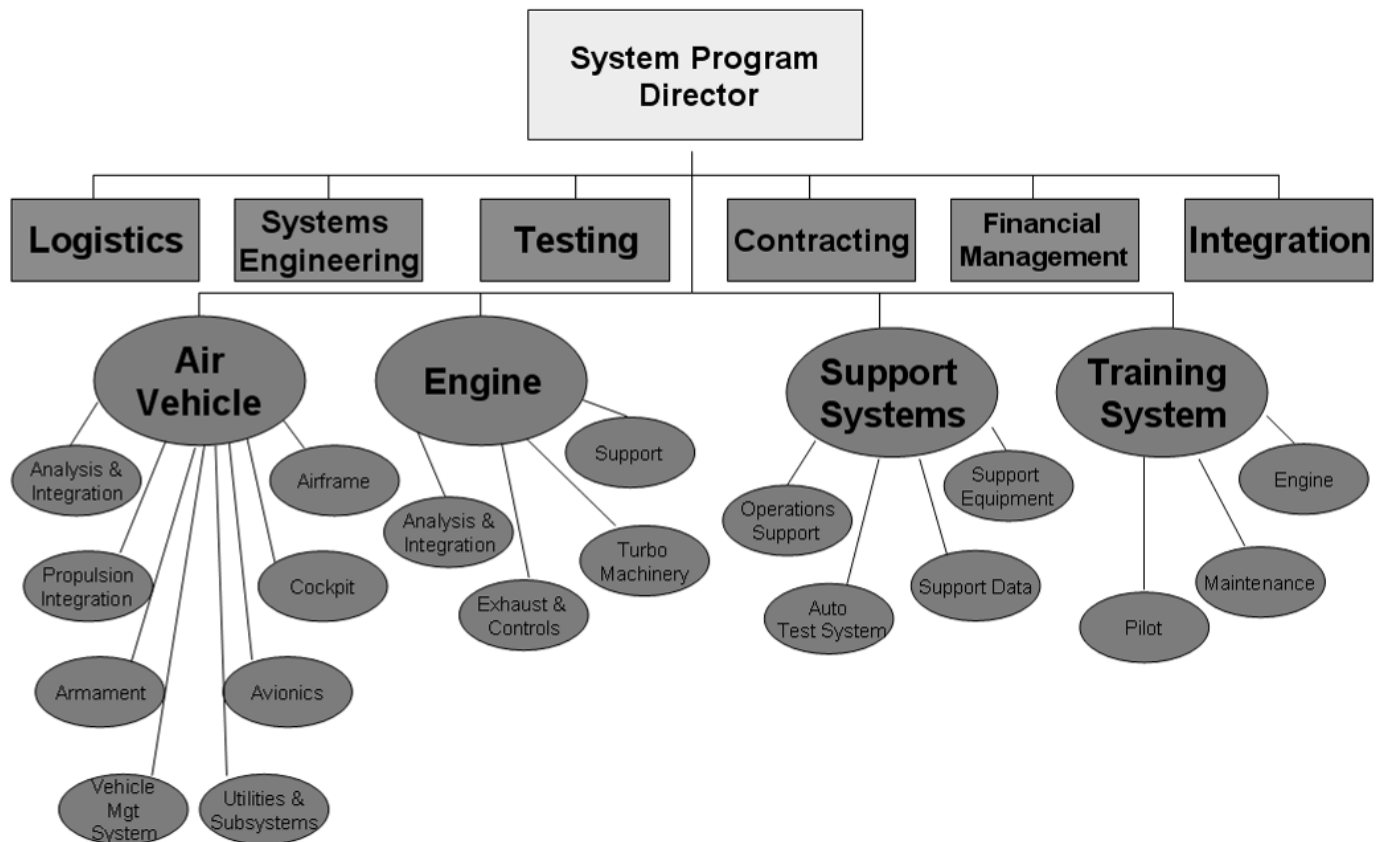 System Program
Director
Logistics
Systems
Engineering
Testing
Contracting
Financial
Management
Integration
Air
Vehicle
Engine
Support
Systems
Training
System
Analysis &
Integration
Airframe
Propulsion
Integration
Cockpit
Armament
Avionics
Vehicle
Mgt
System
Utilities &
Subsystems
Support
Analysis &
Integration
Turbo
Machinery
Exhaust &
Controls
Operations
Support
Support
Equipment
Auto
Test System
Support Data
Engine
Maintenance
Pilot